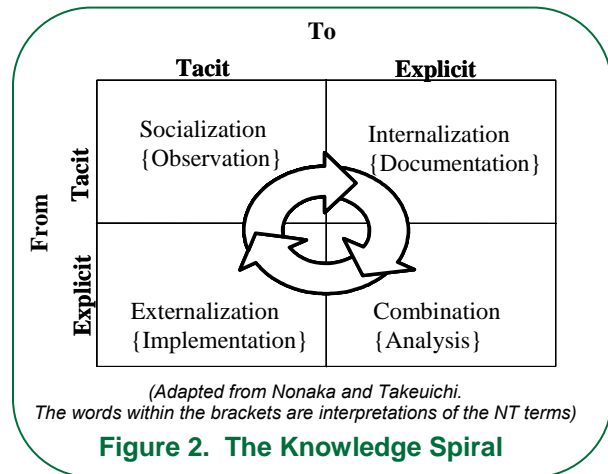 To
Tacit Explicit
From
Tacit
Socialization
{Observation}
Internalization
{Documentation}
Explicit
Externalization
{Implementation}
Combination
{Analysis}
(Adapted from Nonaka and Takeuichi.
The words within the brackets are interpretations of the NT terms)
Figure 2. The Knowledge Spiral